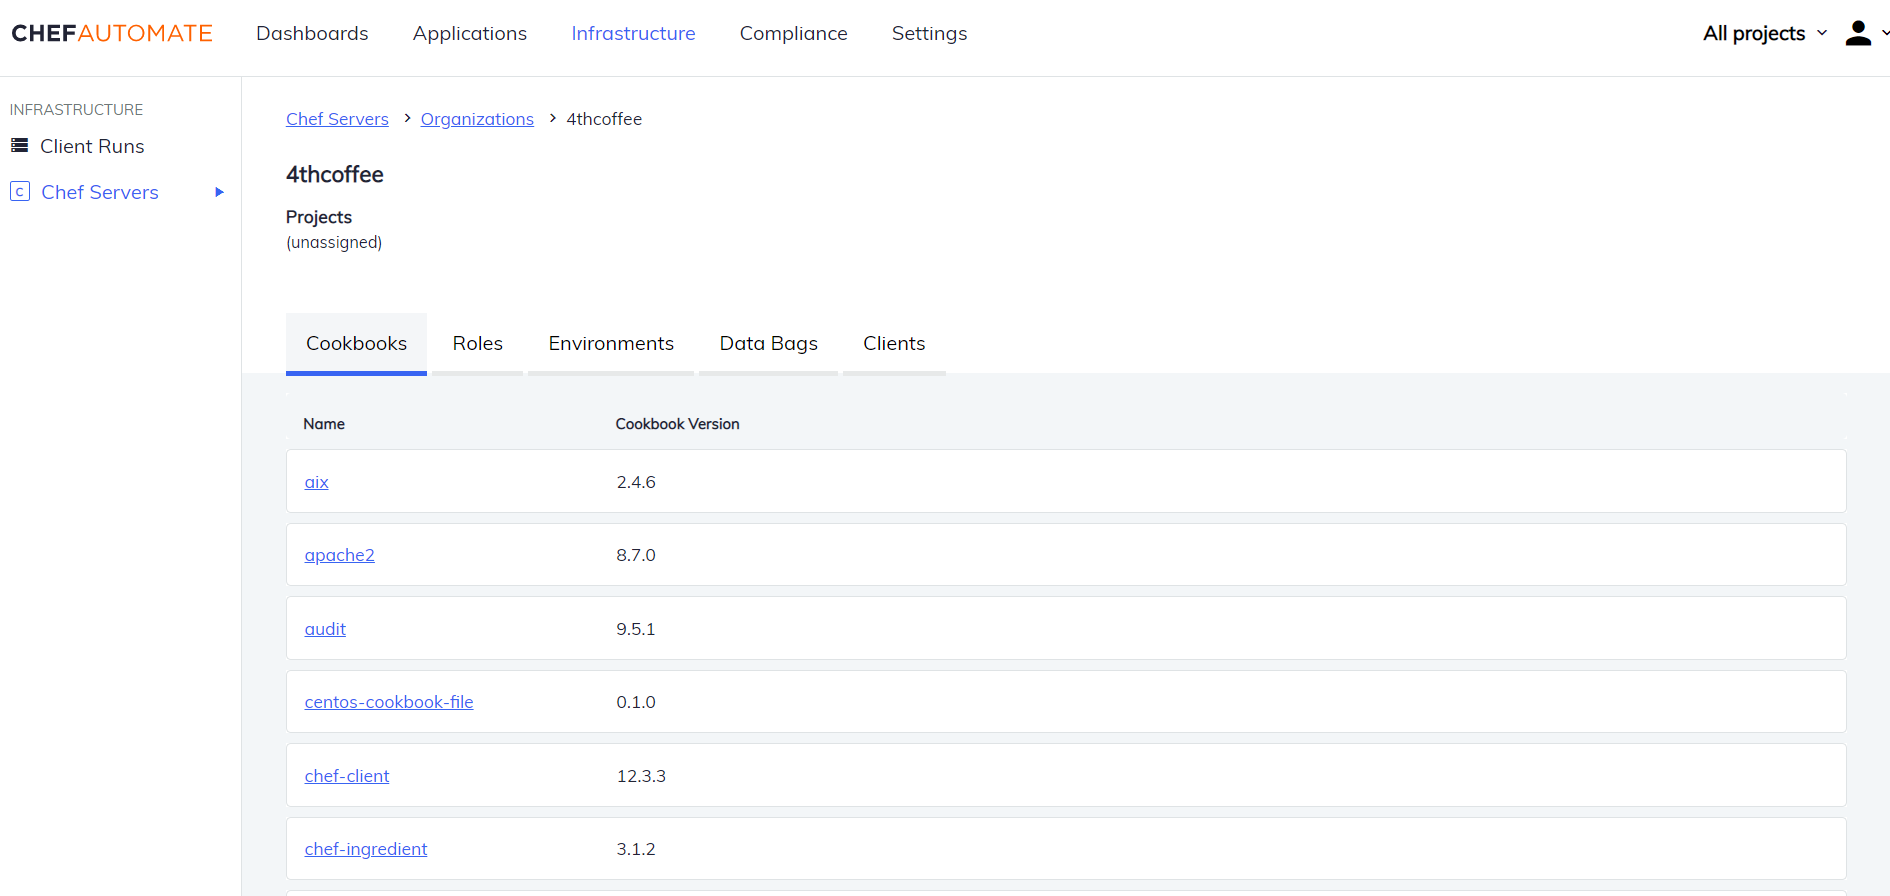 CHEFAUTOMATE Dashboards Applications Infrastructure Compliance Settings All projects
INFRASTRUCTURE
Client Runs
C Chef Servers
Chef Servers > Organizations > 4thcoffee
4thcoffee
Projects
(unassigned)
Cookbooks Roles Environments Data Bags Clients
Name Cookbook Version
aix 2.4.6
apache2 8.7.0
audit 9.5.1
centos-cookbook-file 0.1.0
chef-client 12.3.3
chef-ingredient 3.1.2